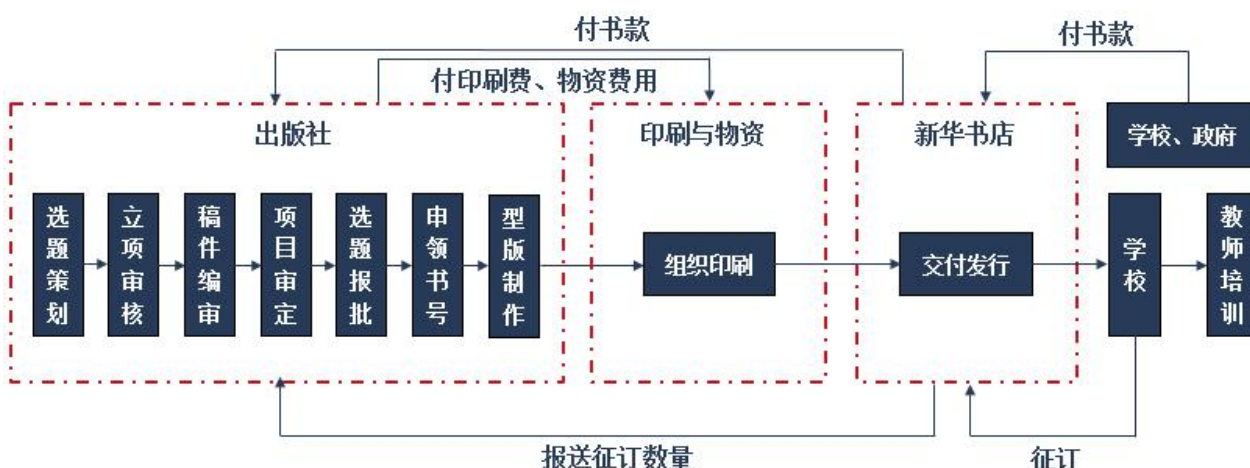 付书款
付书款
付印刷费、物资费用
出版社
印刷与物资
新华书店
学校、政府
选题策划
立项审核
稿件编审
项目审定
选题报批
申领书号
型版制作
组织印刷
交付发行
学校
教师培训
报送征订数量
征订